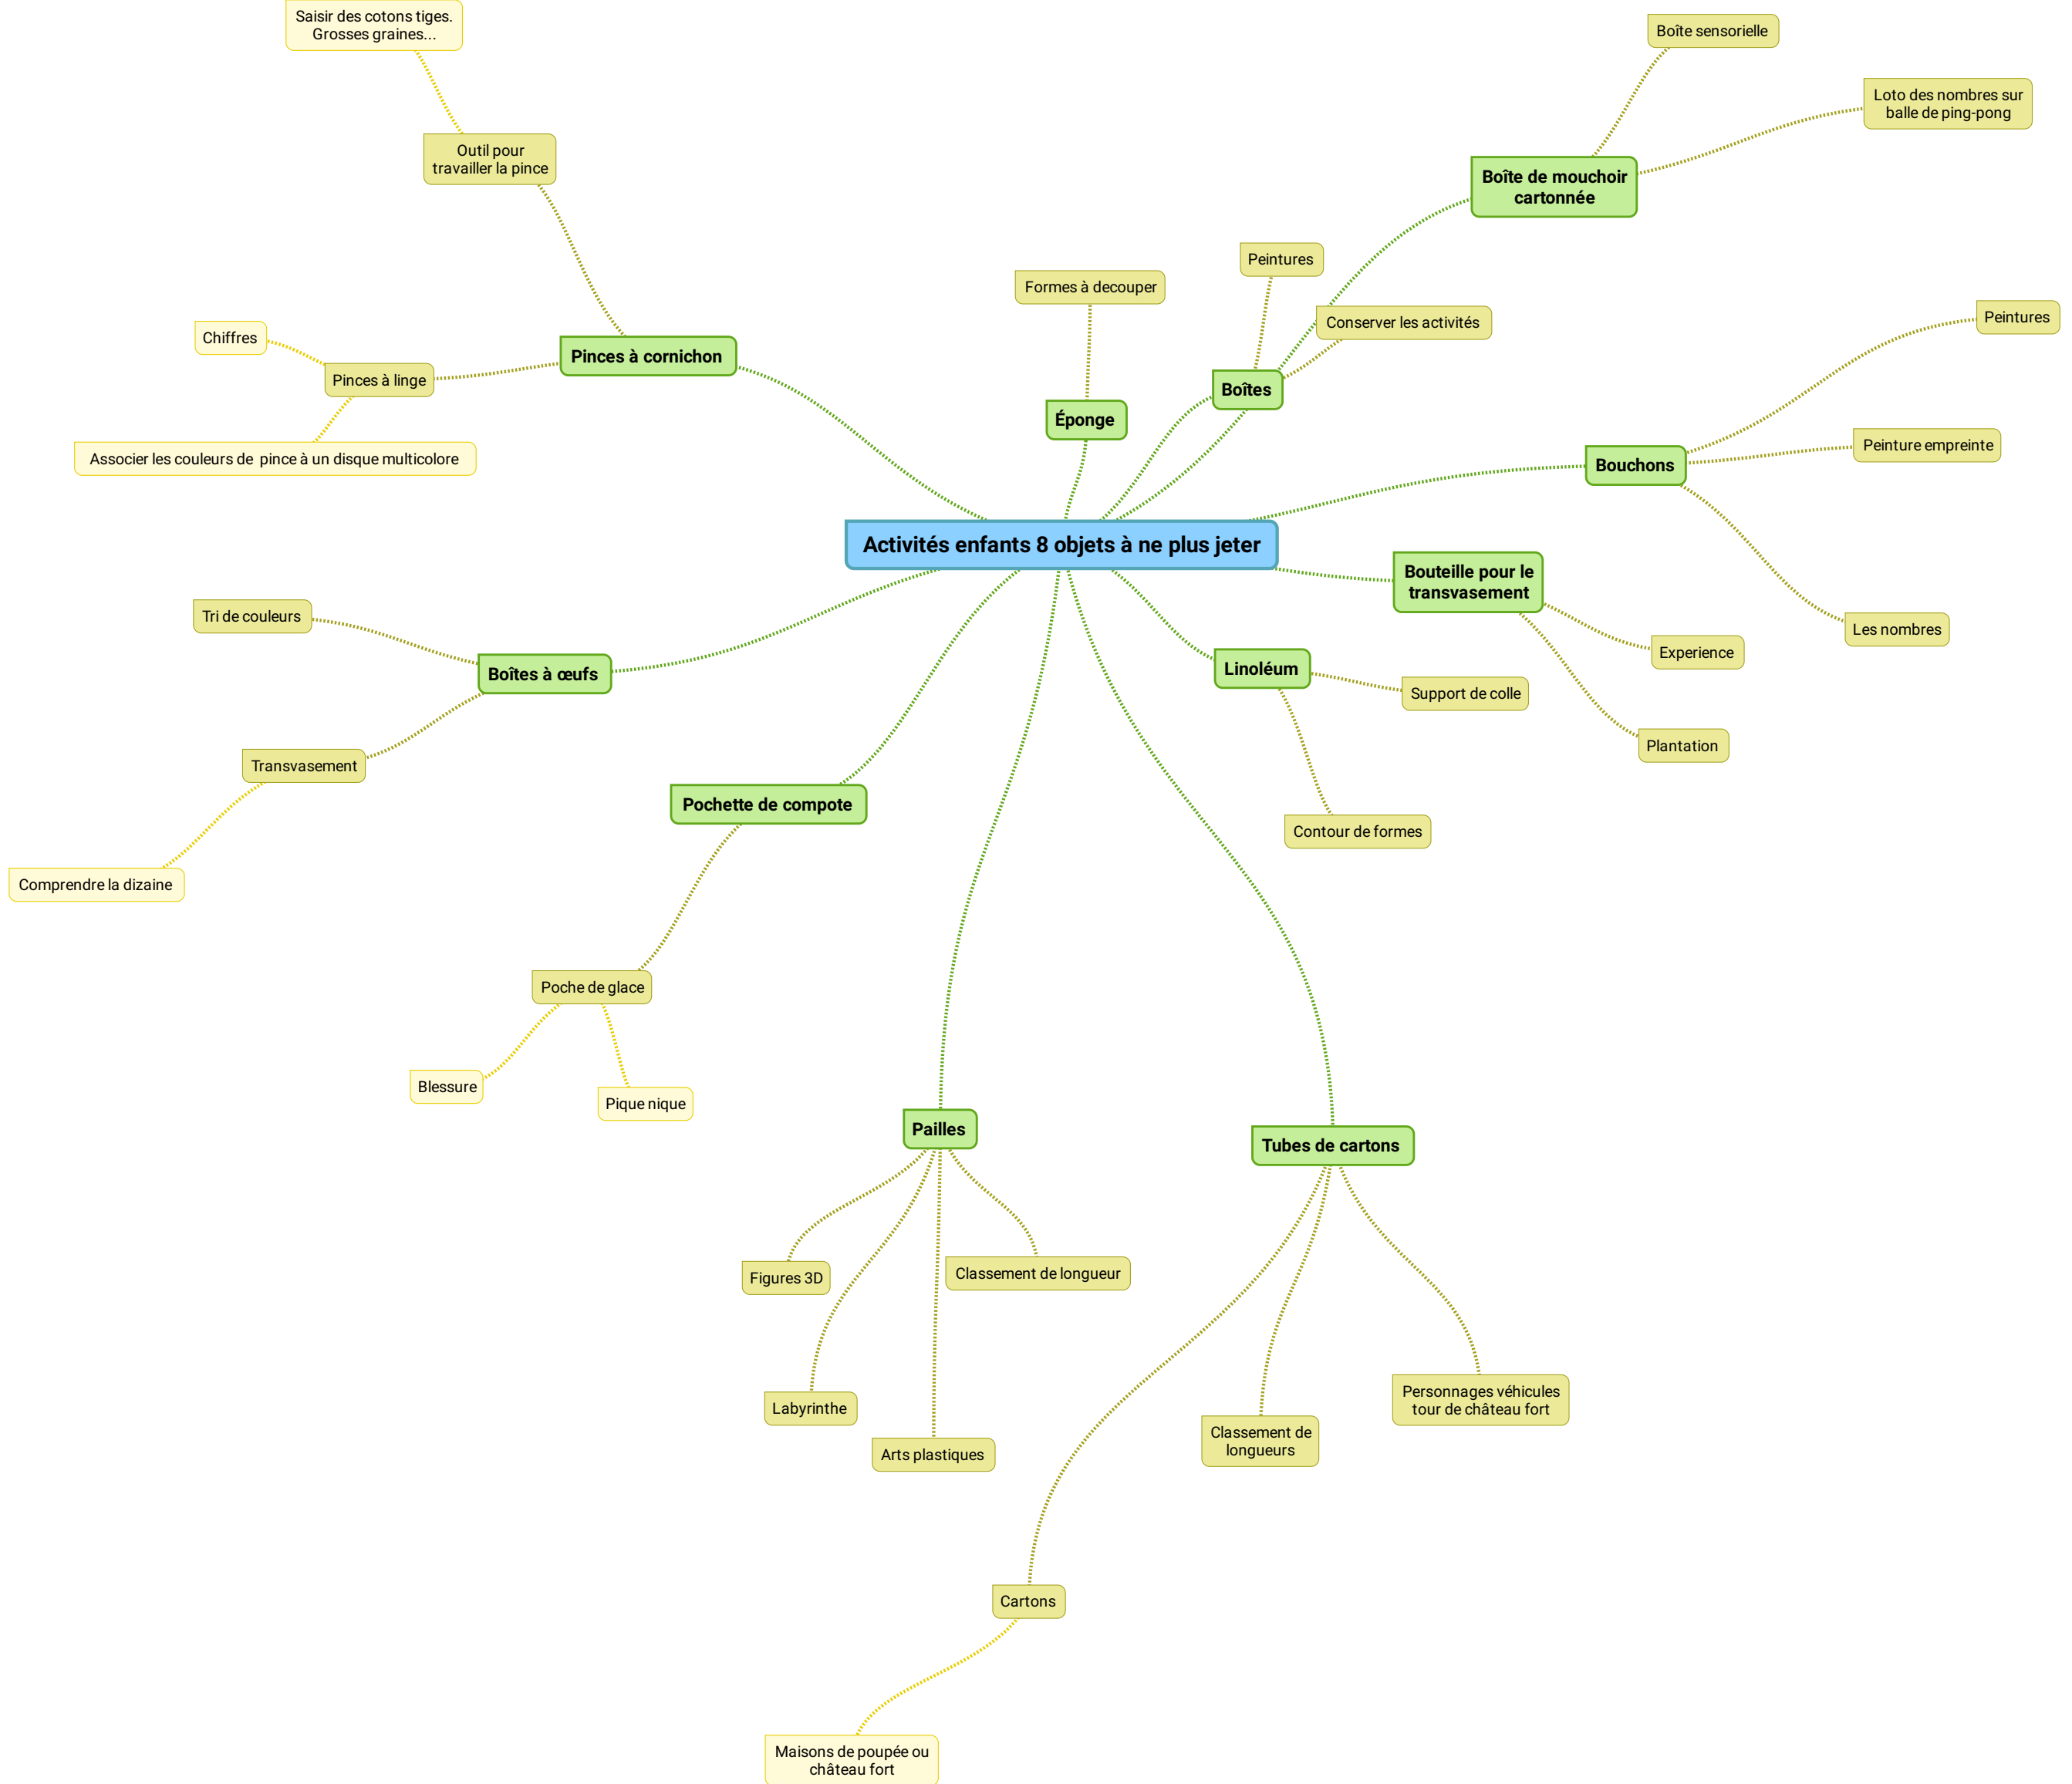 Saisir des cotons tiges.
Grosses graines...
Boîte sensorielle
Loto des nombres sur
balle de ping-pong
Outil pour
travailler la pince
Boîte de mouchoir
cartonnée
Peintures
Formes à decouper
Conserver les activités
Peintures
Chiffres
Pinces à cornichon
Pinces à linge
Boîtes
Éponge
Associer les couleurs de  pince à un disque multicolore
Peinture empreinte
Bouchons
Activités enfants 8 objets à ne plus jeter
Bouteille pour le
transvasement
Tri de couleurs
Les nombres
Experience
Boîtes à œufs
Linoléum
Support de colle
Plantation
Transvasement
Pochette de compote
Contour de formes
Comprendre la dizaine
Poche de glace
Blessure
Pique nique
Pailles
Tubes de cartons
Figures 3D
Classement de longueur
Labyrinthe
Personnages véhicules
tour de château fort
Arts plastiques
Classement de
longueurs
Cartons
Maisons de poupée ou
château fort